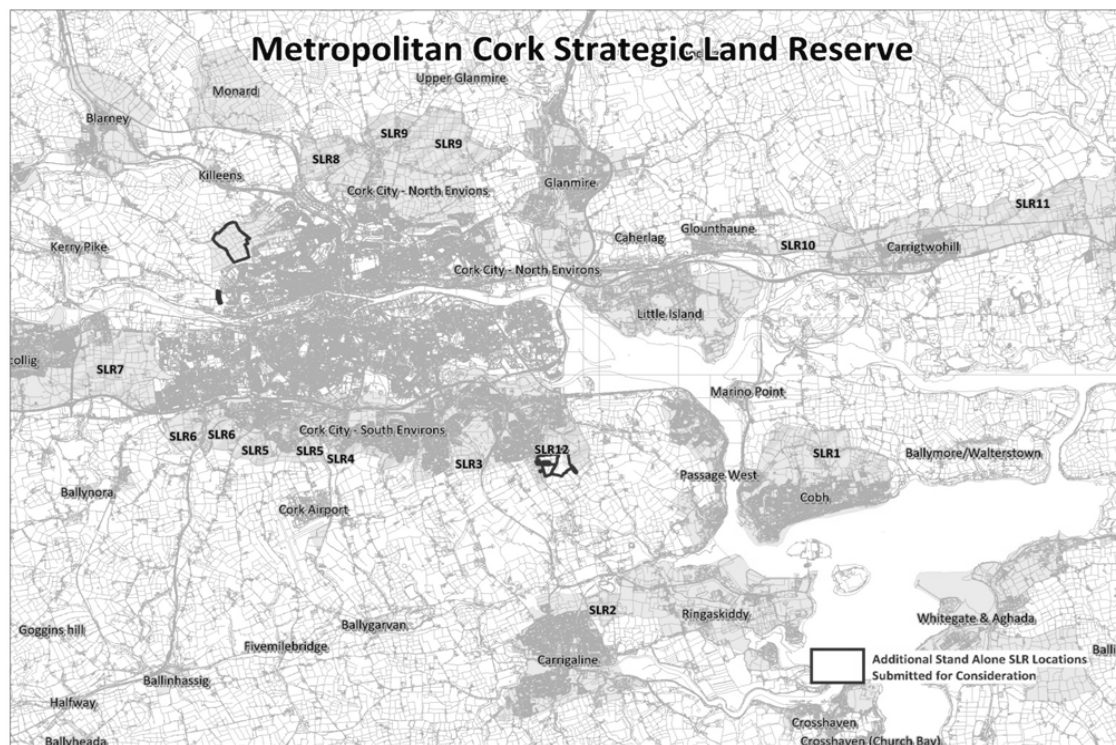 Metropolitan Cork Strategic Land Reserve
Upper Glanmire
Monard
Blarney
SLR9
SLR9
SLR8
Killeens
Glanmire
Cork City - North Envions
SLR11
Glounthaune
Caherlag
Kerry Pike
SLR10
Carrigtwohill
Cork City - North Environs
Little Island
collig
SLR7
Marino Point
Cork City - South Environs
SLR6
SLR6
SLR5
SLR5
SLR4
SLR3
SLR12
SLR1
Ballymore/Walterstown
Passage West
Ballynora
Cobh
Cork Airport
SLR2
Ringaskiddy
Whitegate & Aghada
Goggins hill
Ballygarvan
Fivemilebridge
Carrigaline
Additional Stand Alone SLR Locations
Submitted for Consideration
Balli
Ballinhassig
Halfway
Crosshaven
Ballyheada
Crosshaven (Church Bay)